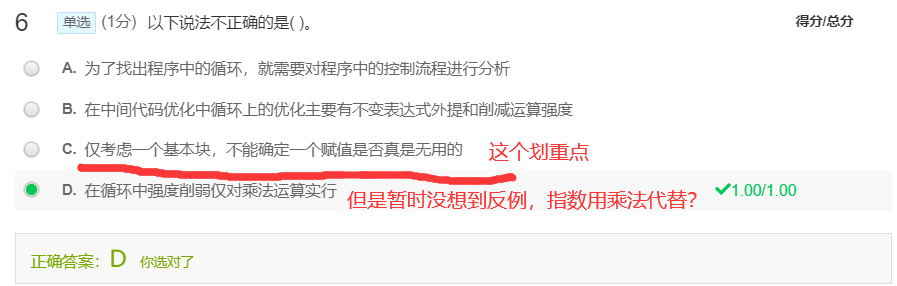 6 单选 (1分) 以下说法不正确的是( )。 得分/总分
A. 为了找出程序中的循环，就需要对程序中的控制流程进行分析
B. 在中间代码优化中循环上的优化主要有不变表达式外提和削减运算强度
C. 仅考虑一个基本块，不能确定一个赋值是否真是无用的 这个划重点
D. 在循环中强度削弱仅对乘法运算实行 但是暂时没想到反例，指数用乘法代替？ 1.00/1.00
正确答案：D 你选对了